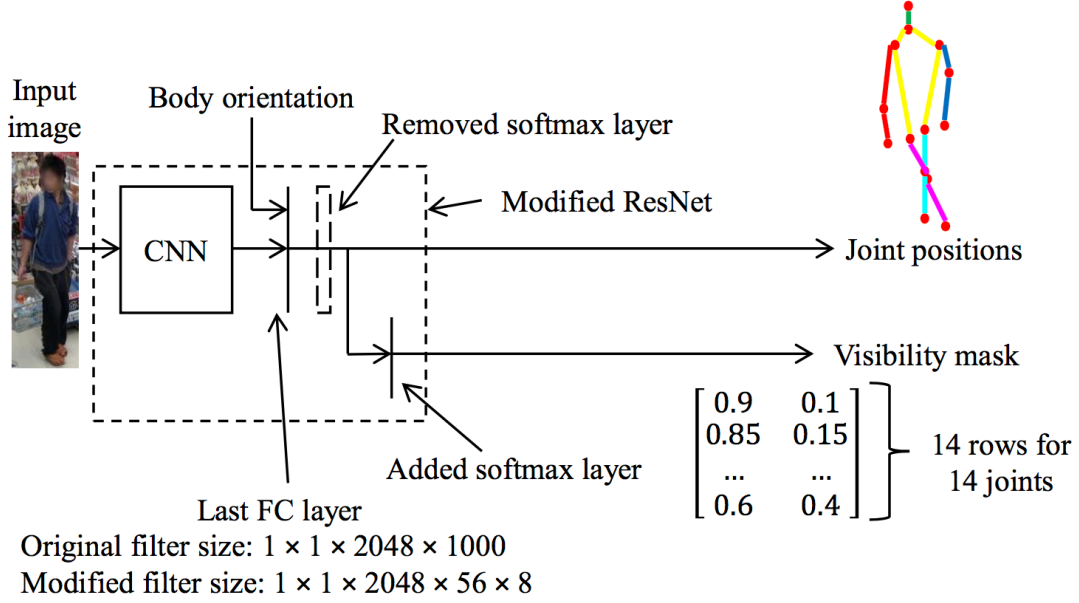 Input
image
Body orientation
Removed softmax layer
Modified ResNet
CNN
Joint positions
Visibility mask
0.9 0.1
0.85 0.15
... ...
0.6 0.4
14 rows for
14 joints
Added softmax layer
Last FC layer
Original filter size: 1 × 1 × 2048 × 1000
Modified filter size: 1 × 1 × 2048 × 56 × 8